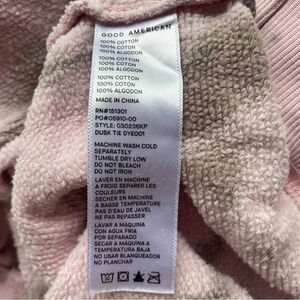 GOOD AMERICAN
100% COTTON
100% COTON
100% ALGODON
100% COTTON
100% COTON
100% ALGODON
100% COTTON
100% COTON
100% ALGODON
MADE IN CHINA
RN#151301
PO#05910-00
STYLE: GS0236KP
DUSK TIE DYE001
MACHINE WASH COLD
SEPARATELY
TUMBLE DRY LOW
DO NOT BLEACH
DO NOT IRON
LAVER EN MACHINE
A FROID SEPARER LES
COULEURS
SECHER EN MACHINE
A BASSE TEMPERATURE
PAS D'EAU DE JAVEL
NE PAS REPASSER
LAVAR A MÁQUINA
CON AGUA FRIA
POR SEPARADO
SECAR A MÁQUINA A
TEMPERATURA BAJA
NO USAR BLANQUEADOR
NO PLANCHAR